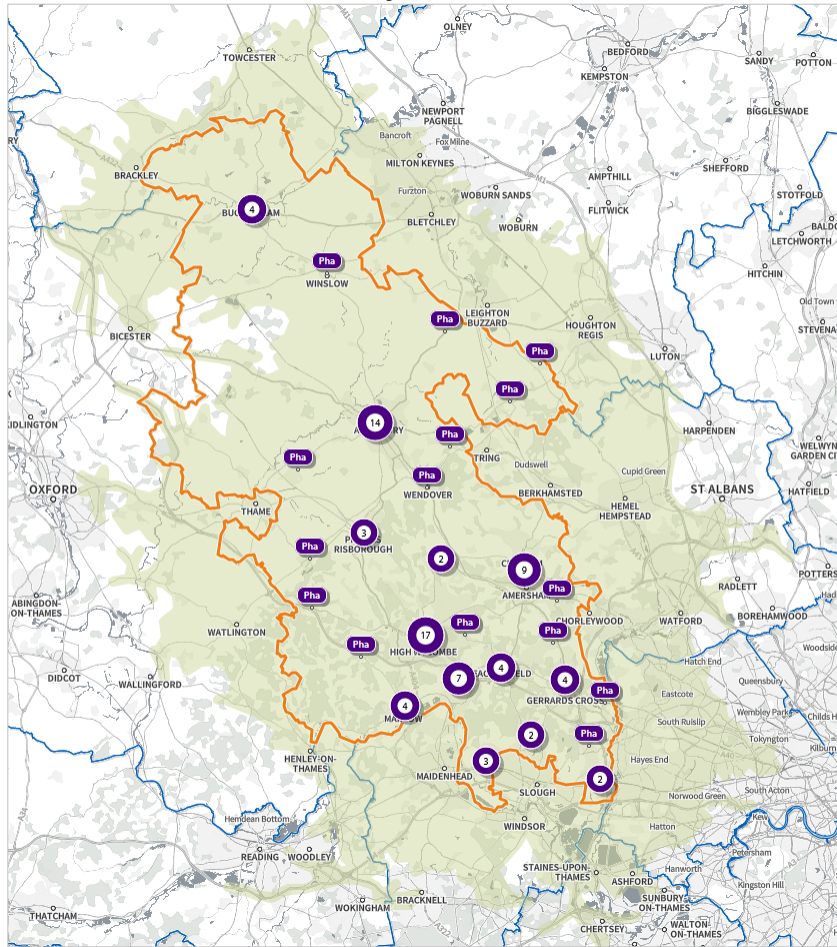 OLNEY
TOWCESTER
BEDFORD
SANDY
POTTON
KEMPSTON
NEWPORT
PAGNELL
BIGGLESWADE
Bancroft
Fox Milne
MILTON KEYNES
BRACKLEY
AMPTHILL
SHEFFORD
Furzton
WOBURN SANDS
STOTFOLD
4
FLITWICK
BLETCHLEY
WOBURN
LETCHWORTH
Pha
HITCHIN
WINSLOW
Old Town
LEIGHTON
BUZZARD
Pha
HOUGHTON
REGIS
BICESTER
LUTON
Pha
A34
Pha
14
HARPENDEN
Pha
Pha
TRING
Dudswell
Cupid Green
Pha
WENDOVER
BERKHAMSTED
OXFORD
ST ALBANS
HATFIELD
THAME
HEMEL
HEMPSTEAD
3
RISBOROUGH
Pha
2
9
POTTERS
Pha
AMERSHAM
Pha
RADLETT
ABINGDON
-ON-THAMES
BOREHAMWOOD
CHORLEYWOOD
WATFORD
WATLINGTON
Pha
Pha
17
Pha
Hatch End
DIDCOT
WALLINGFORD
4
7
4
Queensbury
GERRARDS CROSS
Pha
Eastcote
4
Wembley Park
South Ruislip
2
Pha
Tokyngton
HENLEY-ON
-THAMES
3
Hayes End
MAIDENHEAD
2
SLOUGH
South Acton
Norwood Green
A34
Hemdean Bottom
WINDSOR
Hatton
Kew
READING
WOODLEY
Petersham
STAINES-UPON-
THAMES
Hanworth
ASHFORD
Kingston Hill
BRACKNELL
WOKINGHAM
SUNBURY
-ON-THAMES
THATCHAM
CHERTSEY
WALTON
-ON-THAMES